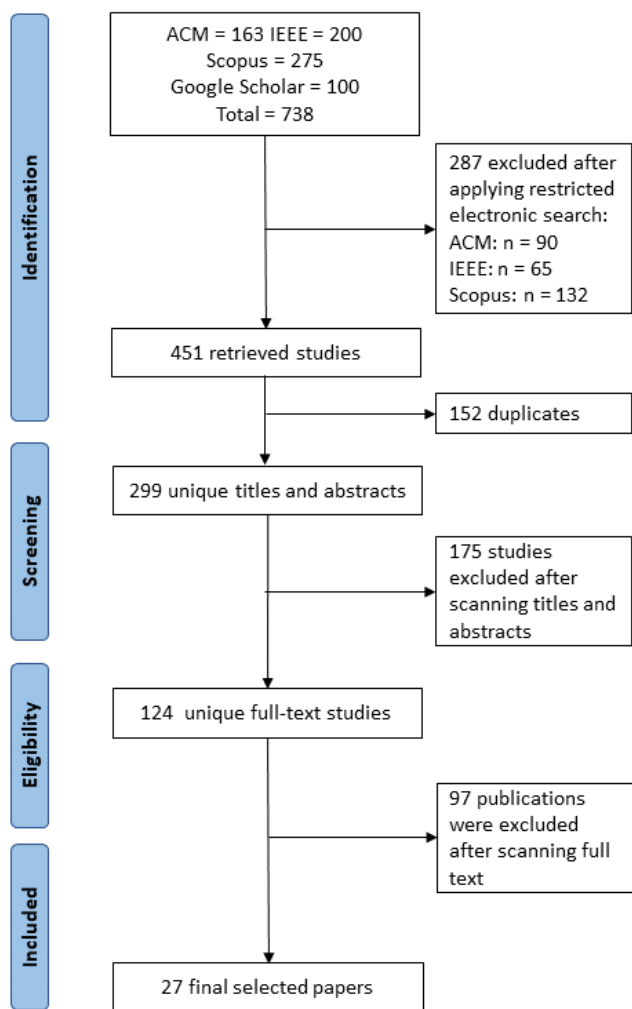 ACM = 163 IEEE = 200
Scopus = 275
Google Scholar = 100
Total = 738
Identification
287 excluded after
applying restricted
electronic search:
ACM: n = 90
IEEE: n = 65
Scopus: n = 132
451 retrieved studies
152 duplicates
Screening
299 unique titles and abstracts
175 studies
excluded after
scanning titles and
abstracts
Eligibility
124 unique full-text studies
97 publications
were excluded
after scanning full
text
Included
27 final selected papers